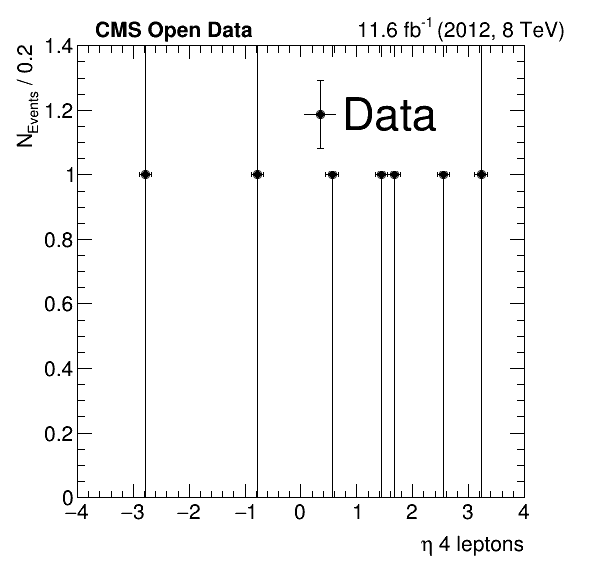 CMS Open Data 11.6 fb⁻¹ (2012, 8 TeV)
N_Events / 0.2
1.4
1.2
1
0.8
0.6
0.4
0.2
0
Data
−4 −3 −2 −1 0 1 2 3 4
η 4 leptons